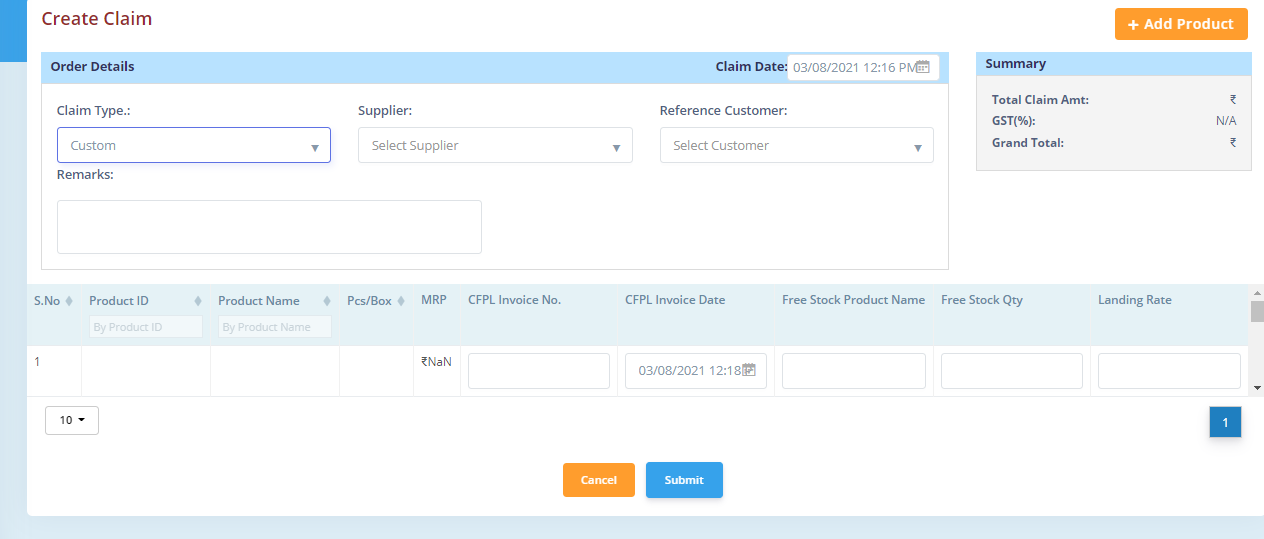 Create Claim
+ Add Product
Order Details
Claim Date: 03/08/2021 12:16 PM
Summary
Claim Type.:
Supplier:
Reference Customer:
Custom
Select Supplier
Select Customer
Remarks:
Total Claim Amt: ₹
GST(%): N/A
Grand Total: ₹
S.No Product ID Product Name Pcs/Box MRP CFPL Invoice No. CFPL Invoice Date Free Stock Product Name Free Stock Qty Landing Rate
By Product ID By Product Name
1 ₹NaN 03/08/2021 12:18
10
1
Cancel Submit